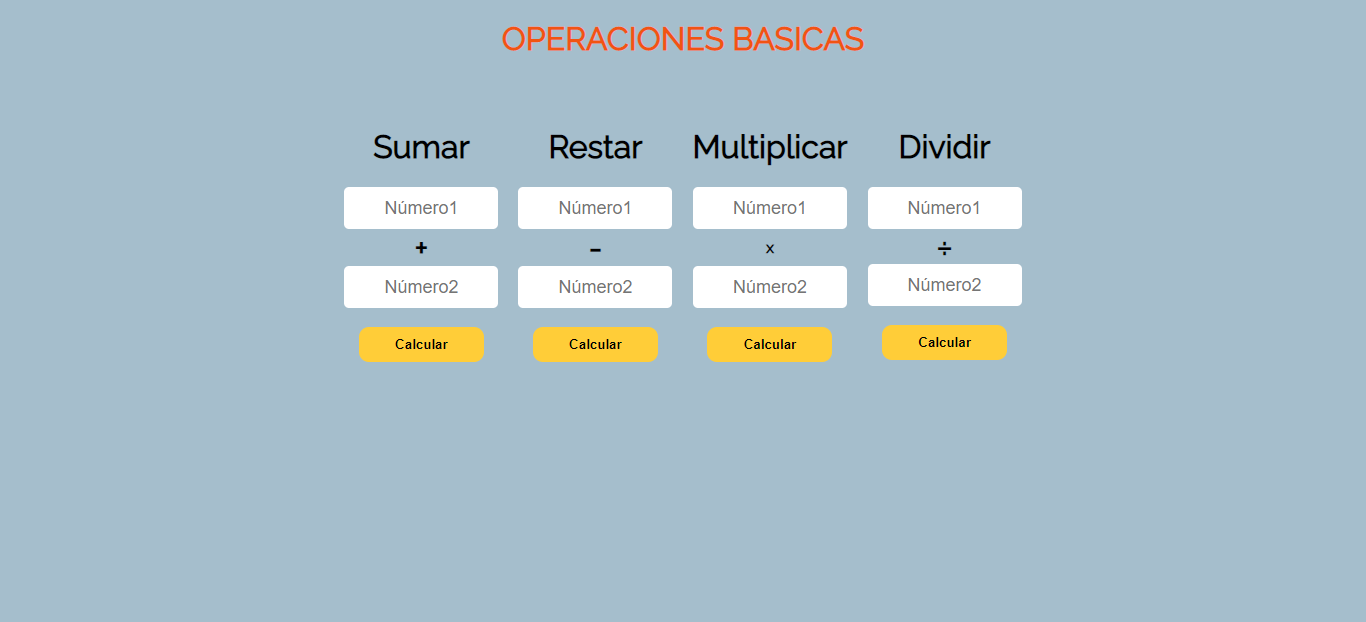 OPERACIONES BASICAS
Sumar Restar Multiplicar Dividir
Número1 Número1 Número1 Número1
+ - x ÷
Número2 Número2 Número2 Número2
Calcular Calcular Calcular Calcular